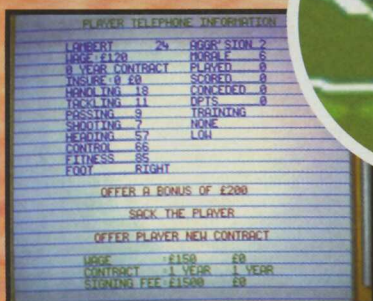 PLAYER TELEPHONE INFORMATION
LAMBERT 24 AGGR'SION 2
WAGE:£120 MORALE 6
0 YEAR CONTRACT PLAYED 0
INSURE:0 £0 SCORED 0
HANDLING 18 CONCEDED 0
TACKLING 11 DPTS 0
PASSING 9 TRAINING
SHOOTING 7 NONE
HEADING 57 LOW
CONTROL 66
FITNESS 85
FOOT RIGHT
OFFER A BONUS OF £200
SACK THE PLAYER
OFFER PLAYER NEW CONTRACT
WAGE :£150 £0
CONTRACT :1 YEAR 1 YEAR
SIGNING FEE:£1500 £0